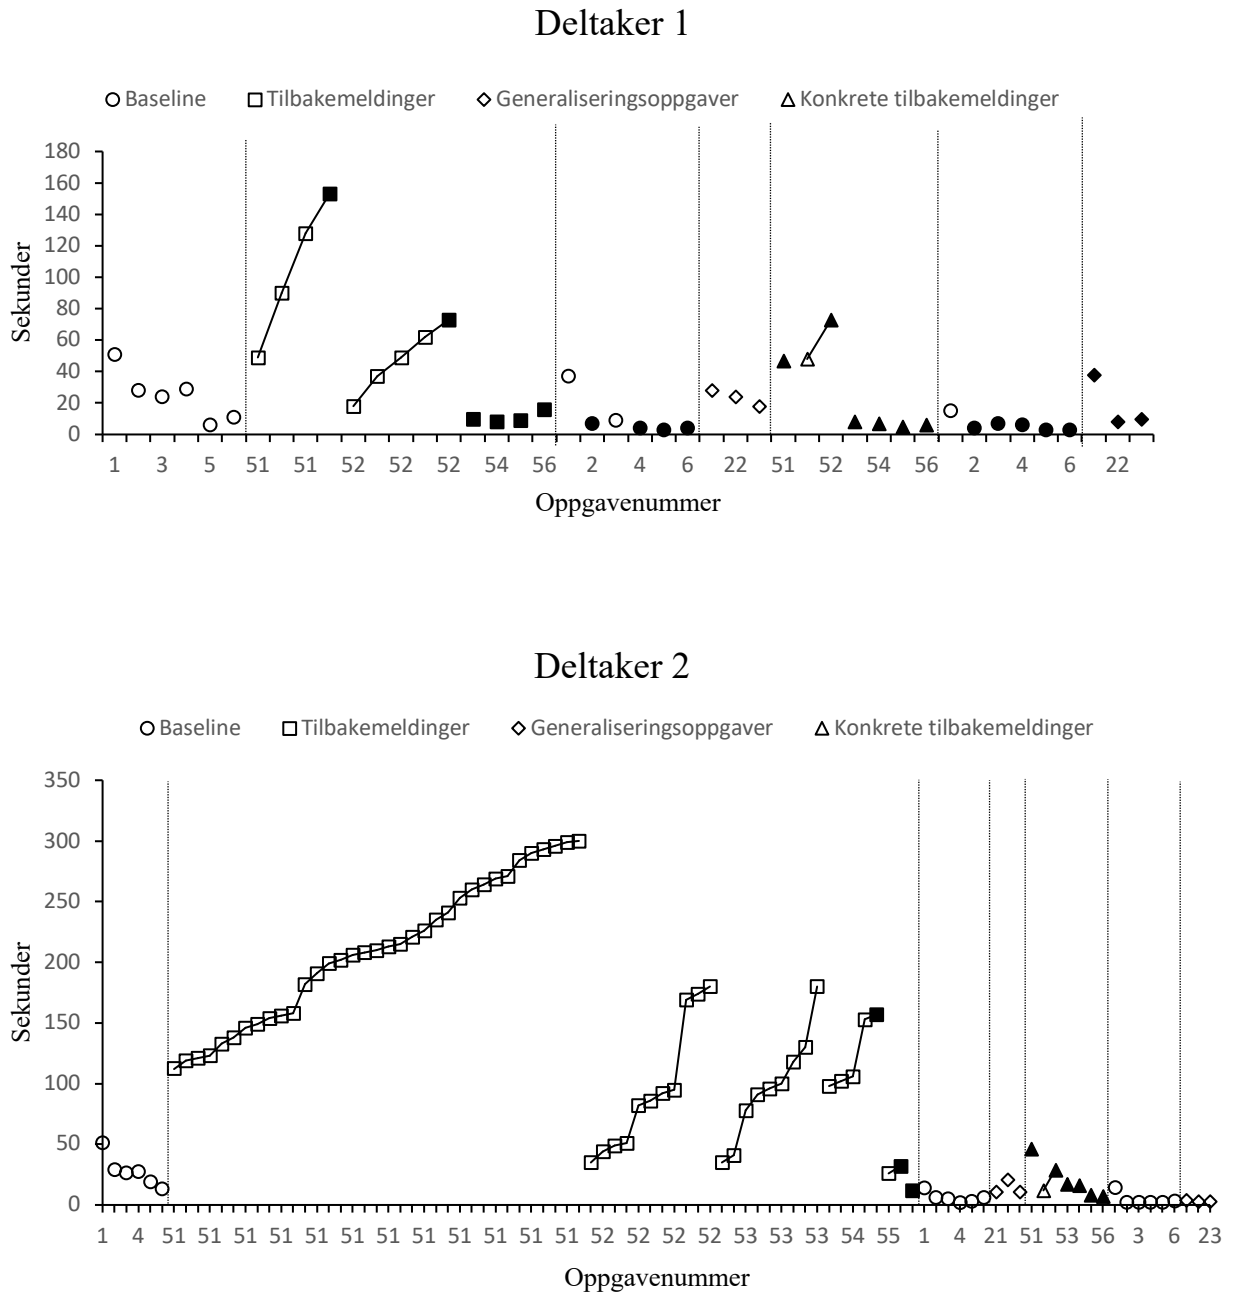 Deltaker 1
Baseline Tilbakemeldinger Generaliseringsoppgaver Konkrete tilbakemeldinger
180
160
140
120
100
80
60
40
20
0
Sekunder
1 3 5 51 51 52 52 52 54 56 2 4 6 22 51 52 54 56 2 4 6 22
Oppgavenummer
Deltaker 2
Baseline Tilbakemeldinger Generaliseringsoppgaver Konkrete tilbakemeldinger
350
300
250
200
150
100
50
0
Sekunder
1 4 51 51 51 51 51 51 51 51 51 51 51 51 52 52 52 52 53 53 53 54 55 1 4 21 51 53 56 3 6 23
Oppgavenummer